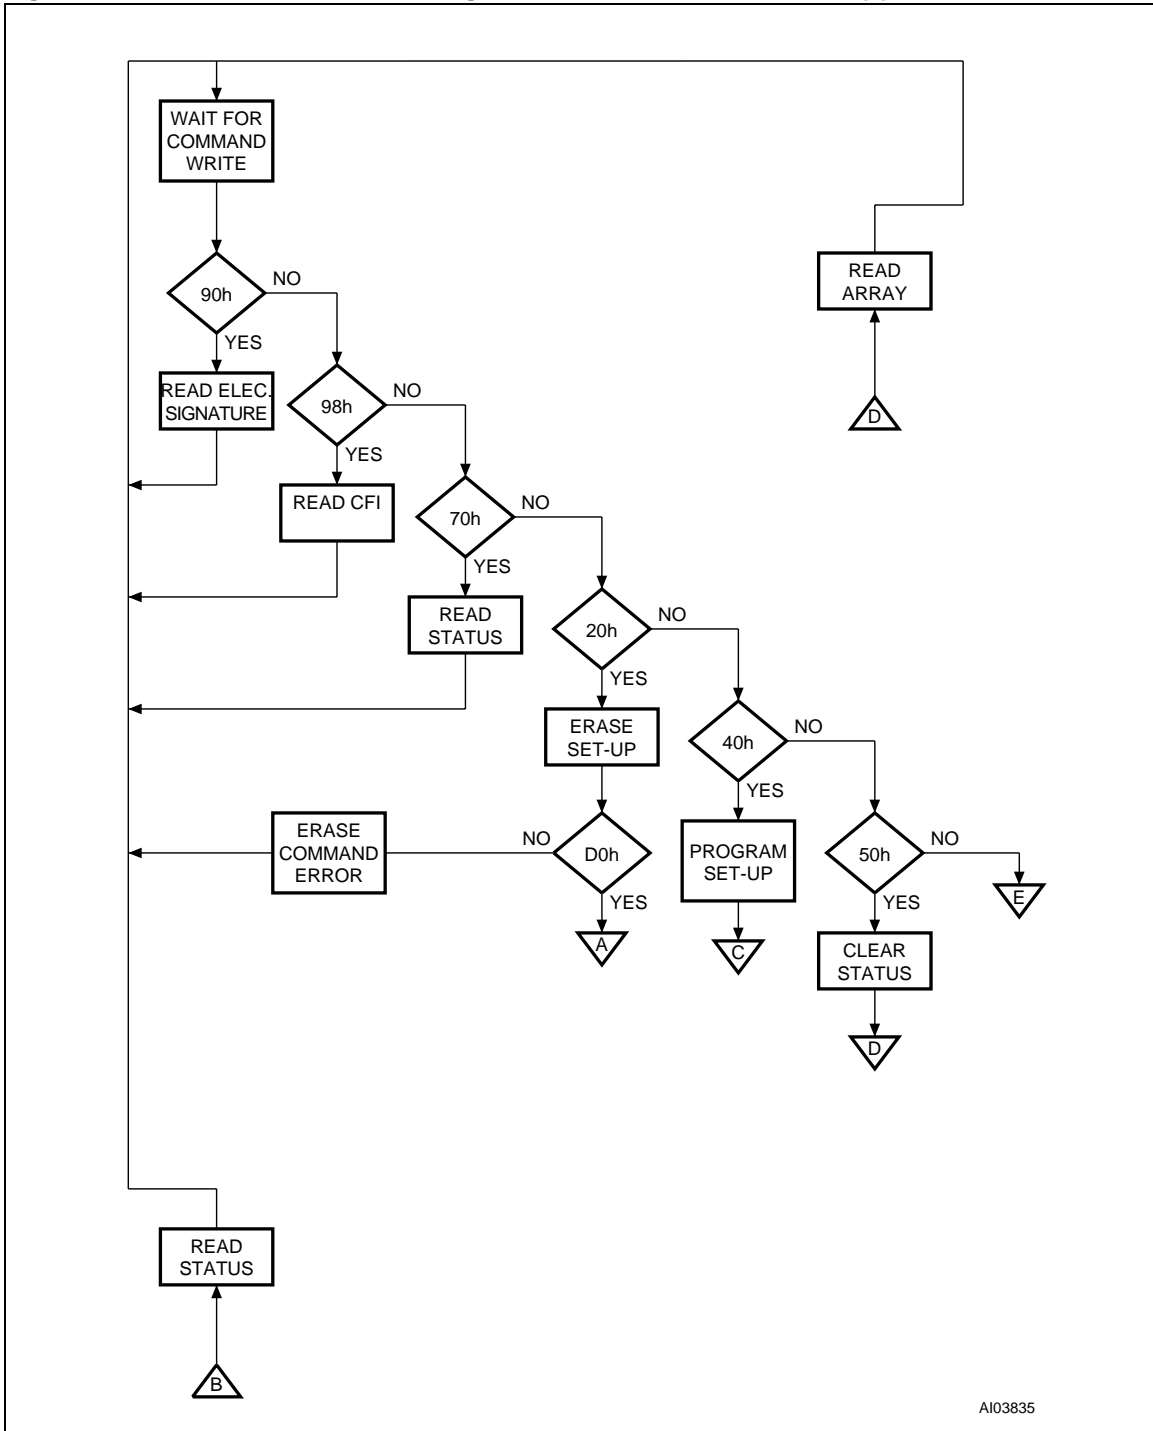 WAIT FOR
COMMAND
WRITE
90h
NO
YES
READ ELEC.
SIGNATURE
READ
ARRAY
D
98h
NO
YES
READ CFI
70h
NO
YES
READ
STATUS
20h
NO
YES
ERASE
SET-UP
40h
NO
YES
ERASE
COMMAND
ERROR
NO
D0h
YES
A
PROGRAM
SET-UP
C
50h
NO
YES
E
CLEAR
STATUS
D
READ
STATUS
B
AI03835